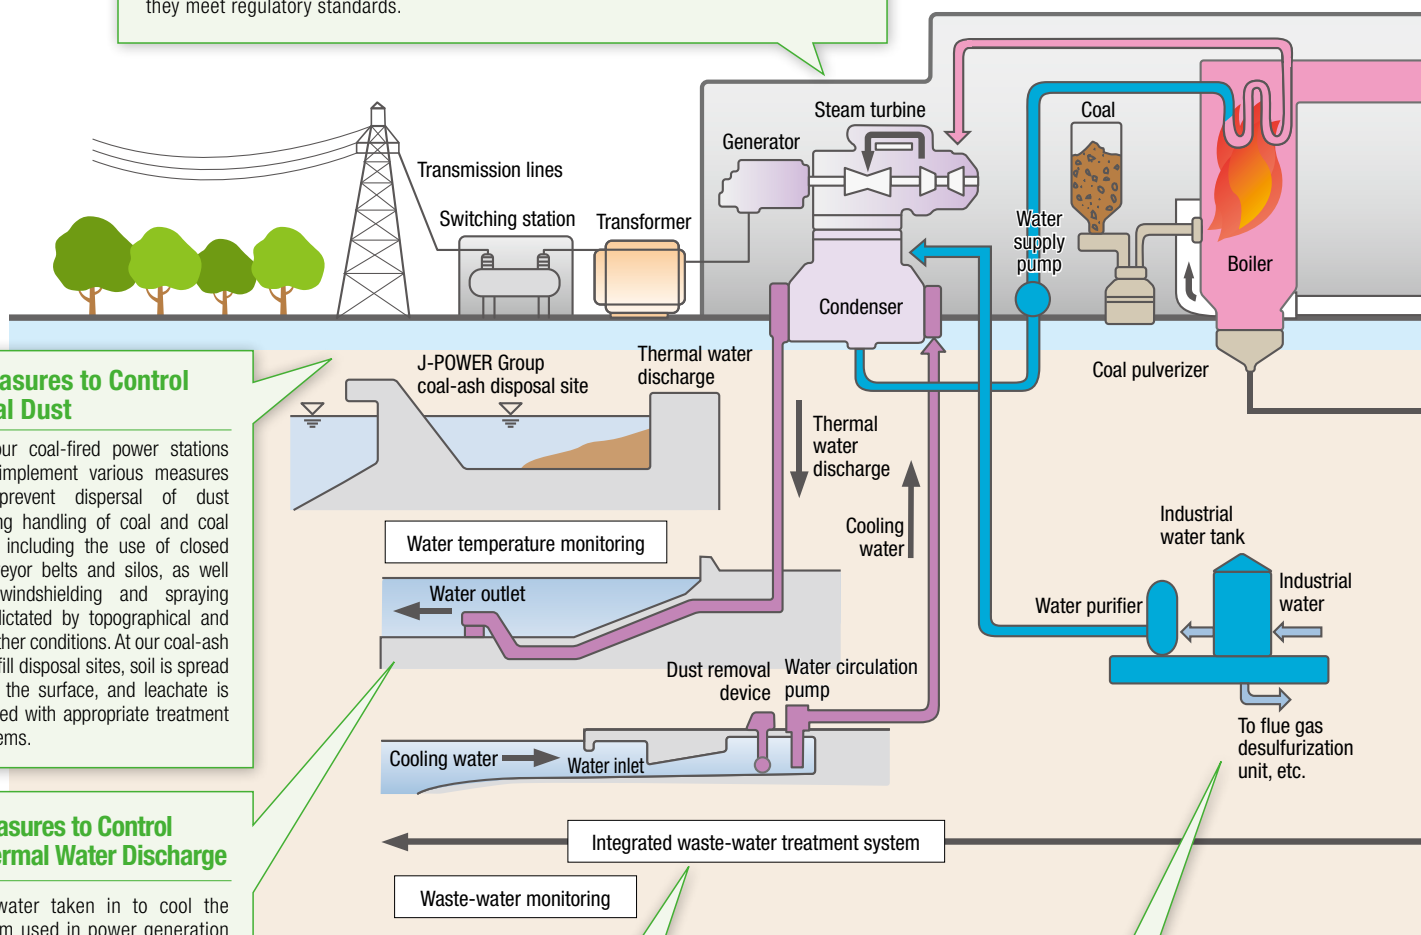 they meet regulatory standards.
Steam turbine
Coal
Generator
Transmission lines
Switching station
Transformer
Water
supply
pump
Boiler
Condenser
Coal pulverizer
J-POWER Group
coal-ash disposal site
Thermal water
discharge
Thermal
water
discharge
Cooling
water
Water temperature monitoring
Water outlet
Industrial
water tank
Industrial
water
Water purifier
Dust removal
device
Water circulation
pump
Cooling water
Water inlet
To flue gas
desulfurization
unit, etc.
Integrated waste-water treatment system
Waste-water monitoring
asures to Control
al Dust
our coal-fired power stations
implement various measures
prevent dispersal of dust
ng handling of coal and coal
including the use of closed
eyor belts and silos, as well
windshielding and spraying
dictated by topographical and
ther conditions. At our coal-ash
fill disposal sites, soil is spread
the surface, and leachate is
ed with appropriate treatment
ems.
asures to Control
ermal Water Discharge
water taken in to cool the
m used in power generation